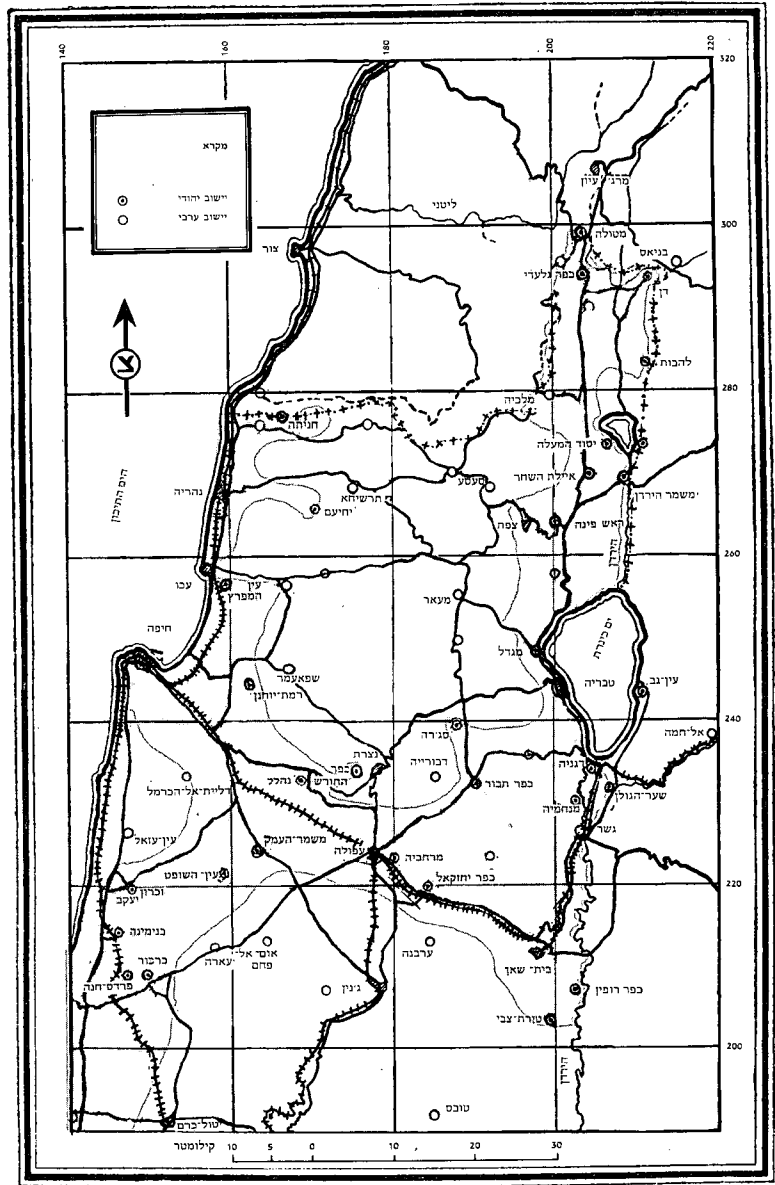 140
160
180
200
220
320
מקרא
יישוב יהודי
יישוב ערבי
מרג׳ עיון
ליטני
300
מטולה
בניאס
צור
כפר גלעדי
דן
להבות
280
מלכיה
חניתה
יסוד המעלה
סעסע
איילת השחר
משמר הירדן
הים התיכון
נהריה
תרשיחא
יחיעם
צפת
ראש פינה
הירדן
260
עכו
עין
המפרץ
מעאר
חיפה
מגדל
ים כינרת
שפאעמר
רמת־יוחנן
טבריה
עין־גב
240
סג׳רה
אל־חמה
נצרת
כפר
החורש
נהלל
דבורייה
דגניה
דליית־אל־הכרמל
כפר תבור
מנחמיה
שער־הגולן
גשר
עין־עזאל
משמר־העמק
עפולה
מרחביה
זכרון
יעקב
עין־השופט
כפר יחזקאל
220
בנימינה
אום־אל־
פחם
עארה
ערבנה
בית־שאן
כרכור
פרדס־חנה
ג׳נין
כפר רופין
טירת־צבי
200
הירדן
טובס
טול־כרם
קילומטר
10
5
0
10
20
30